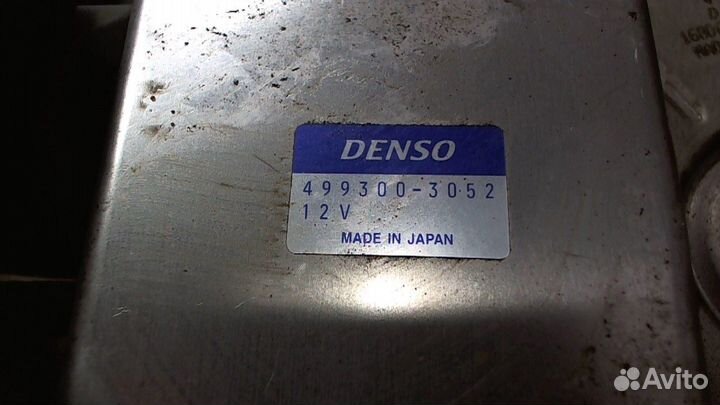 DENSO
499300-3052
12V
MADE IN JAPAN
Avito